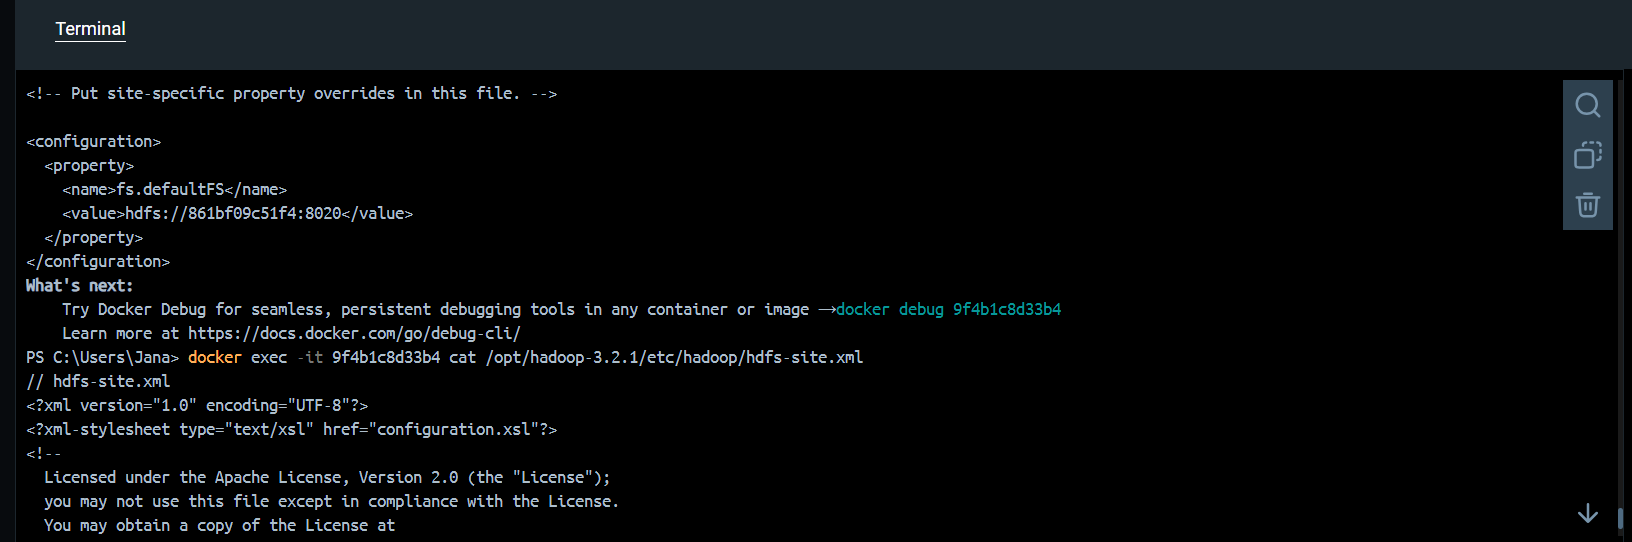 Terminal
<!-- Put site-specific property overrides in this file. -->
<configuration>
  <property>
    <name>fs.defaultFS</name>
    <value>hdfs://861bf09c51f4:8020</value>
  </property>
</configuration>
What's next:
    Try Docker Debug for seamless, persistent debugging tools in any container or image → docker debug 9f4b1c8d33b4
    Learn more at https://docs.docker.com/go/debug-cli/
PS C:\Users\Jana> docker exec -it 9f4b1c8d33b4 cat /opt/hadoop-3.2.1/etc/hadoop/hdfs-site.xml
// hdfs-site.xml
<?xml version="1.0" encoding="UTF-8"?>
<?xml-stylesheet type="text/xsl" href="configuration.xsl"?>
<!--
  Licensed under the Apache License, Version 2.0 (the "License");
  you may not use this file except in compliance with the License.
  You may obtain a copy of the License at